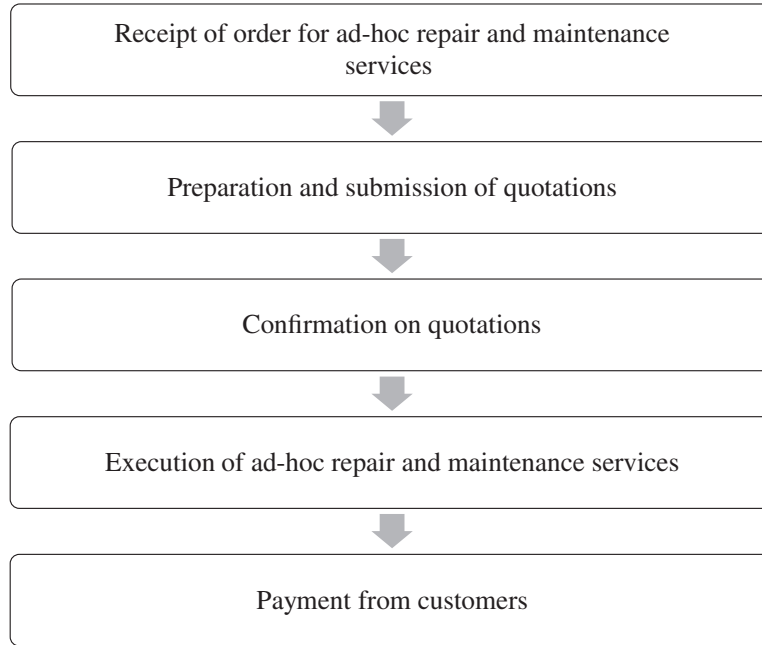 Receipt of order for ad-hoc repair and maintenance
services
Preparation and submission of quotations
Confirmation on quotations
Execution of ad-hoc repair and maintenance services
Payment from customers